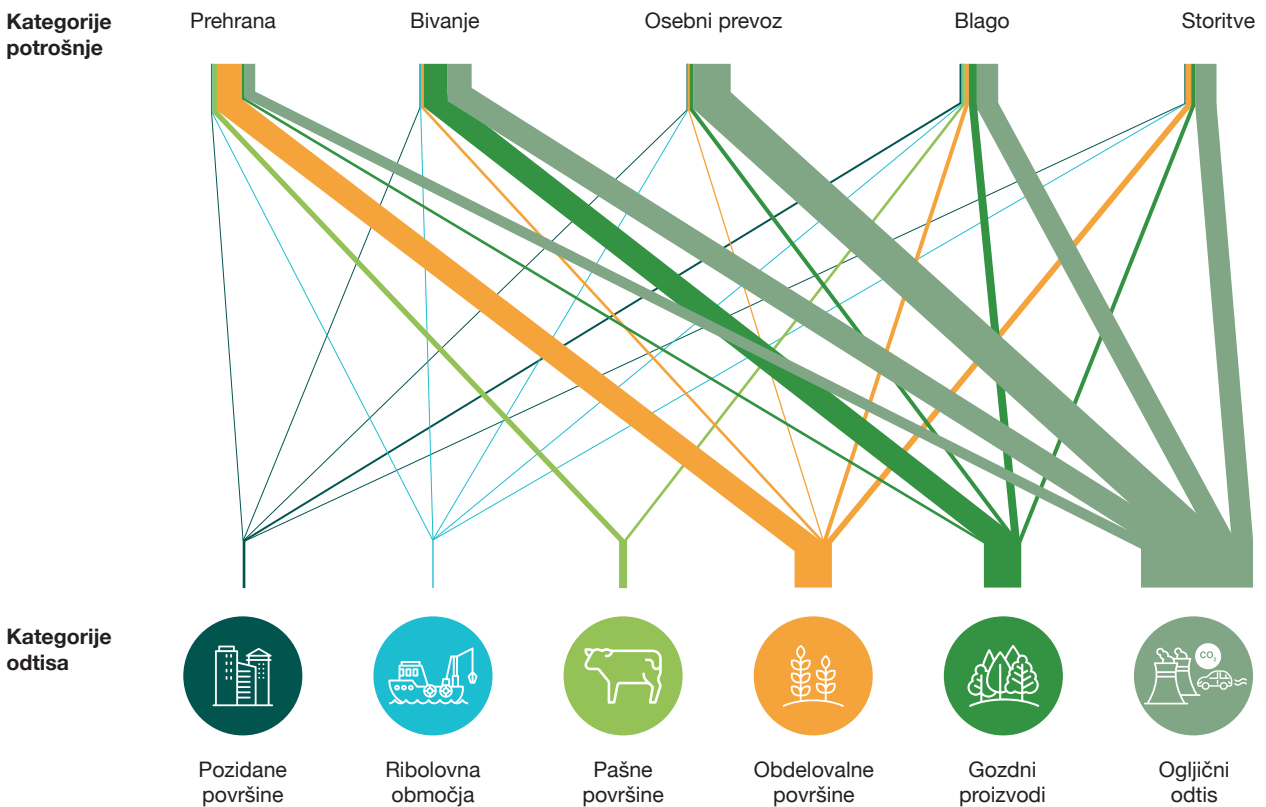 Kategorije
potrošnje
Prehrana
Bivanje
Osebni prevoz
Blago
Storitve
Kategorije
odtisa
CO₂
Pozidane
površine
Ribolovna
območja
Pašne
površine
Obdelovalne
površine
Gozdni
proizvodi
Ogljični
odtis